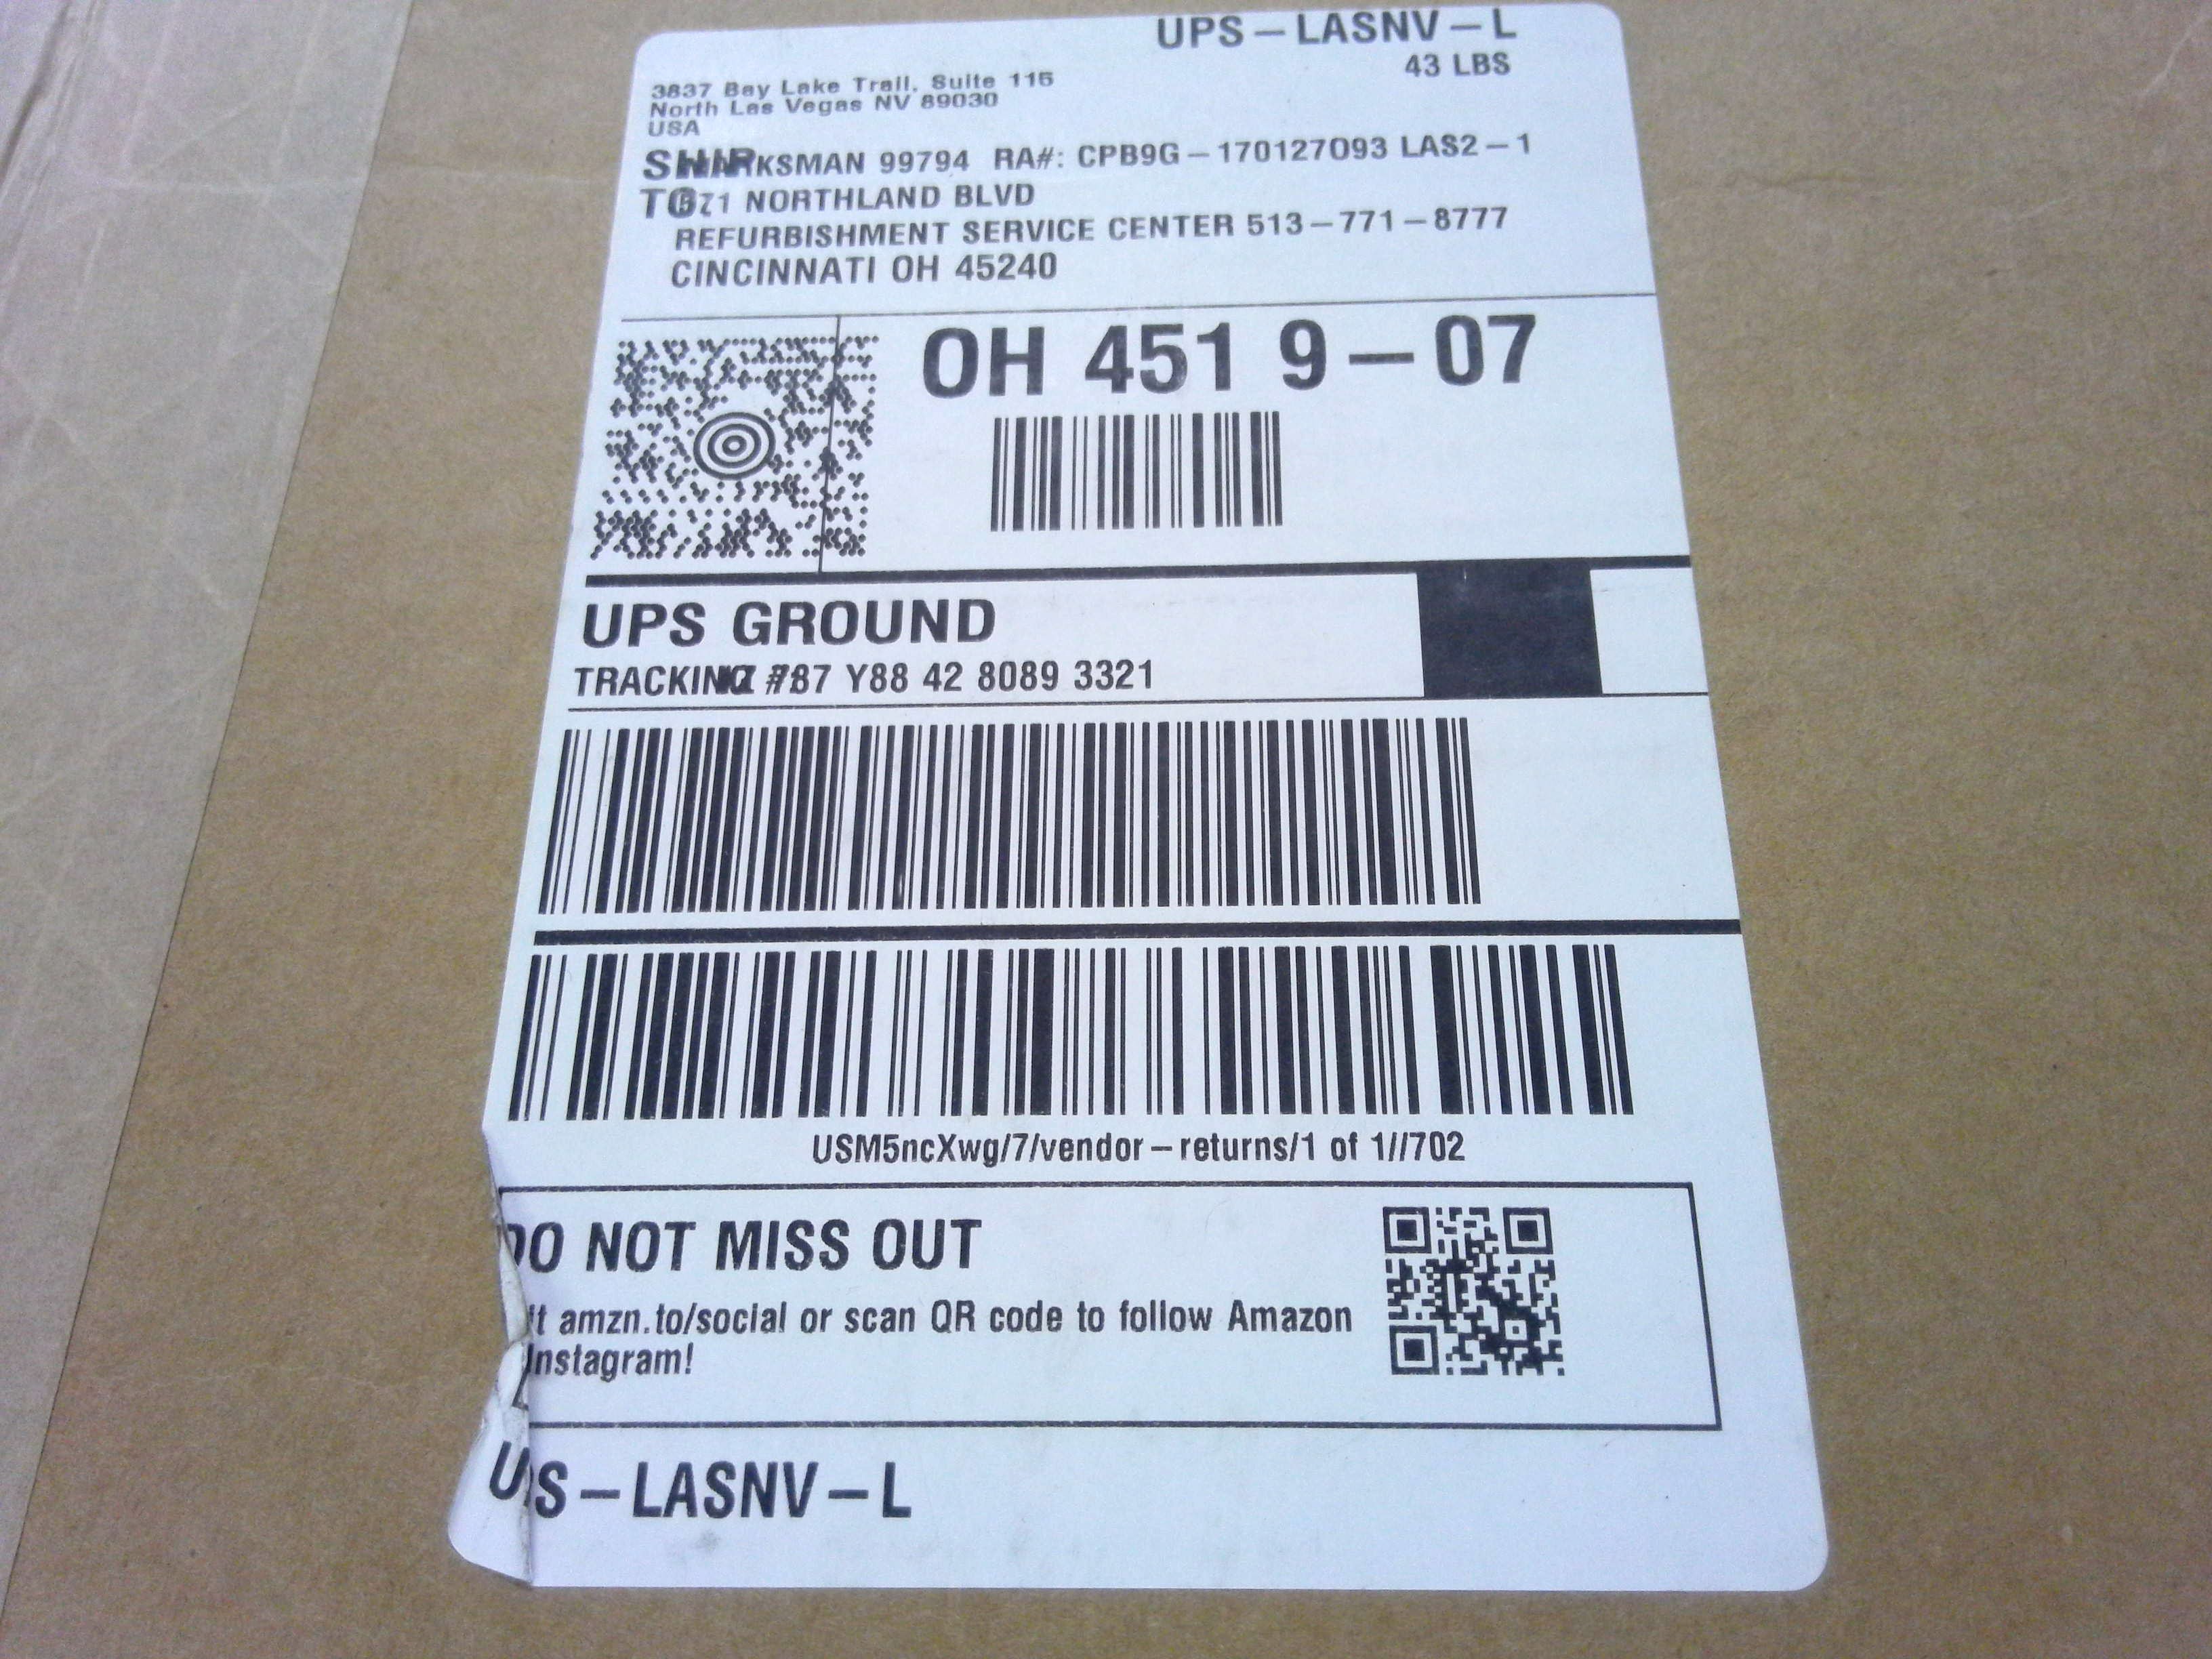 UPS-LASNV-L
43 LBS
3837 Bay Lake Trail, Suite 115
North Las Vegas NV 89030
USA
99794 RA#: CPB9G-170127093 LAS2-1
NORTHLAND BLVD
REFURBISHMENT SERVICE CENTER 513-771-8777
CINCINNATI OH 45240
OH 451 9-07
UPS GROUND
Y88 42 8089 3321
USM5ncXwg/7/vendor-returns/1 of 1//702
DO NOT MISS OUT
amzn.to/social or scan QR code to follow Amazon
Instagram!
UPS-LASNV-L